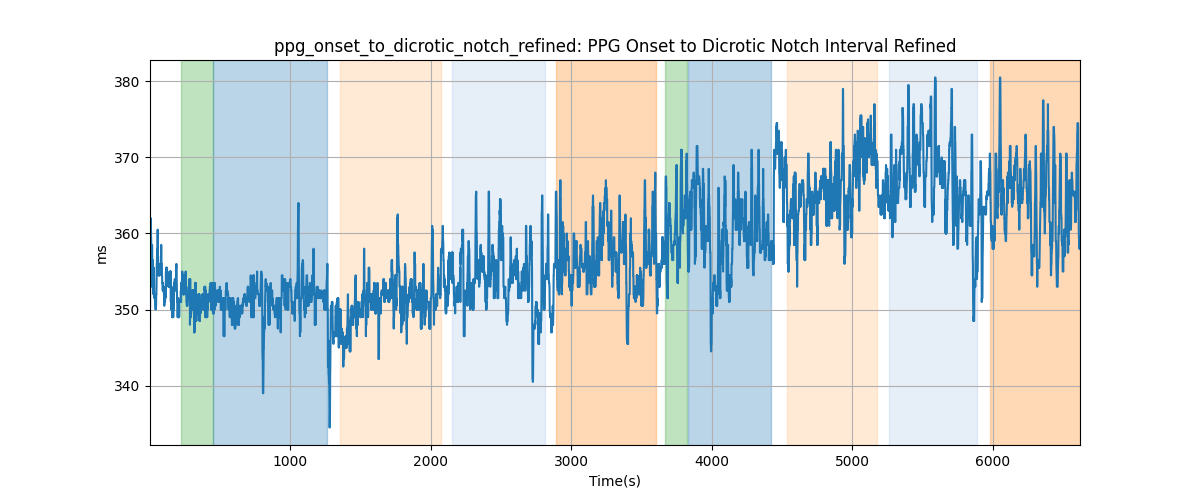 ppg_onset_to_dicrotic_notch_refined: PPG Onset to Dicrotic Notch Interval Refined
380
370
360
350
340
ms
1000 2000 3000 4000 5000 6000
Time(s)